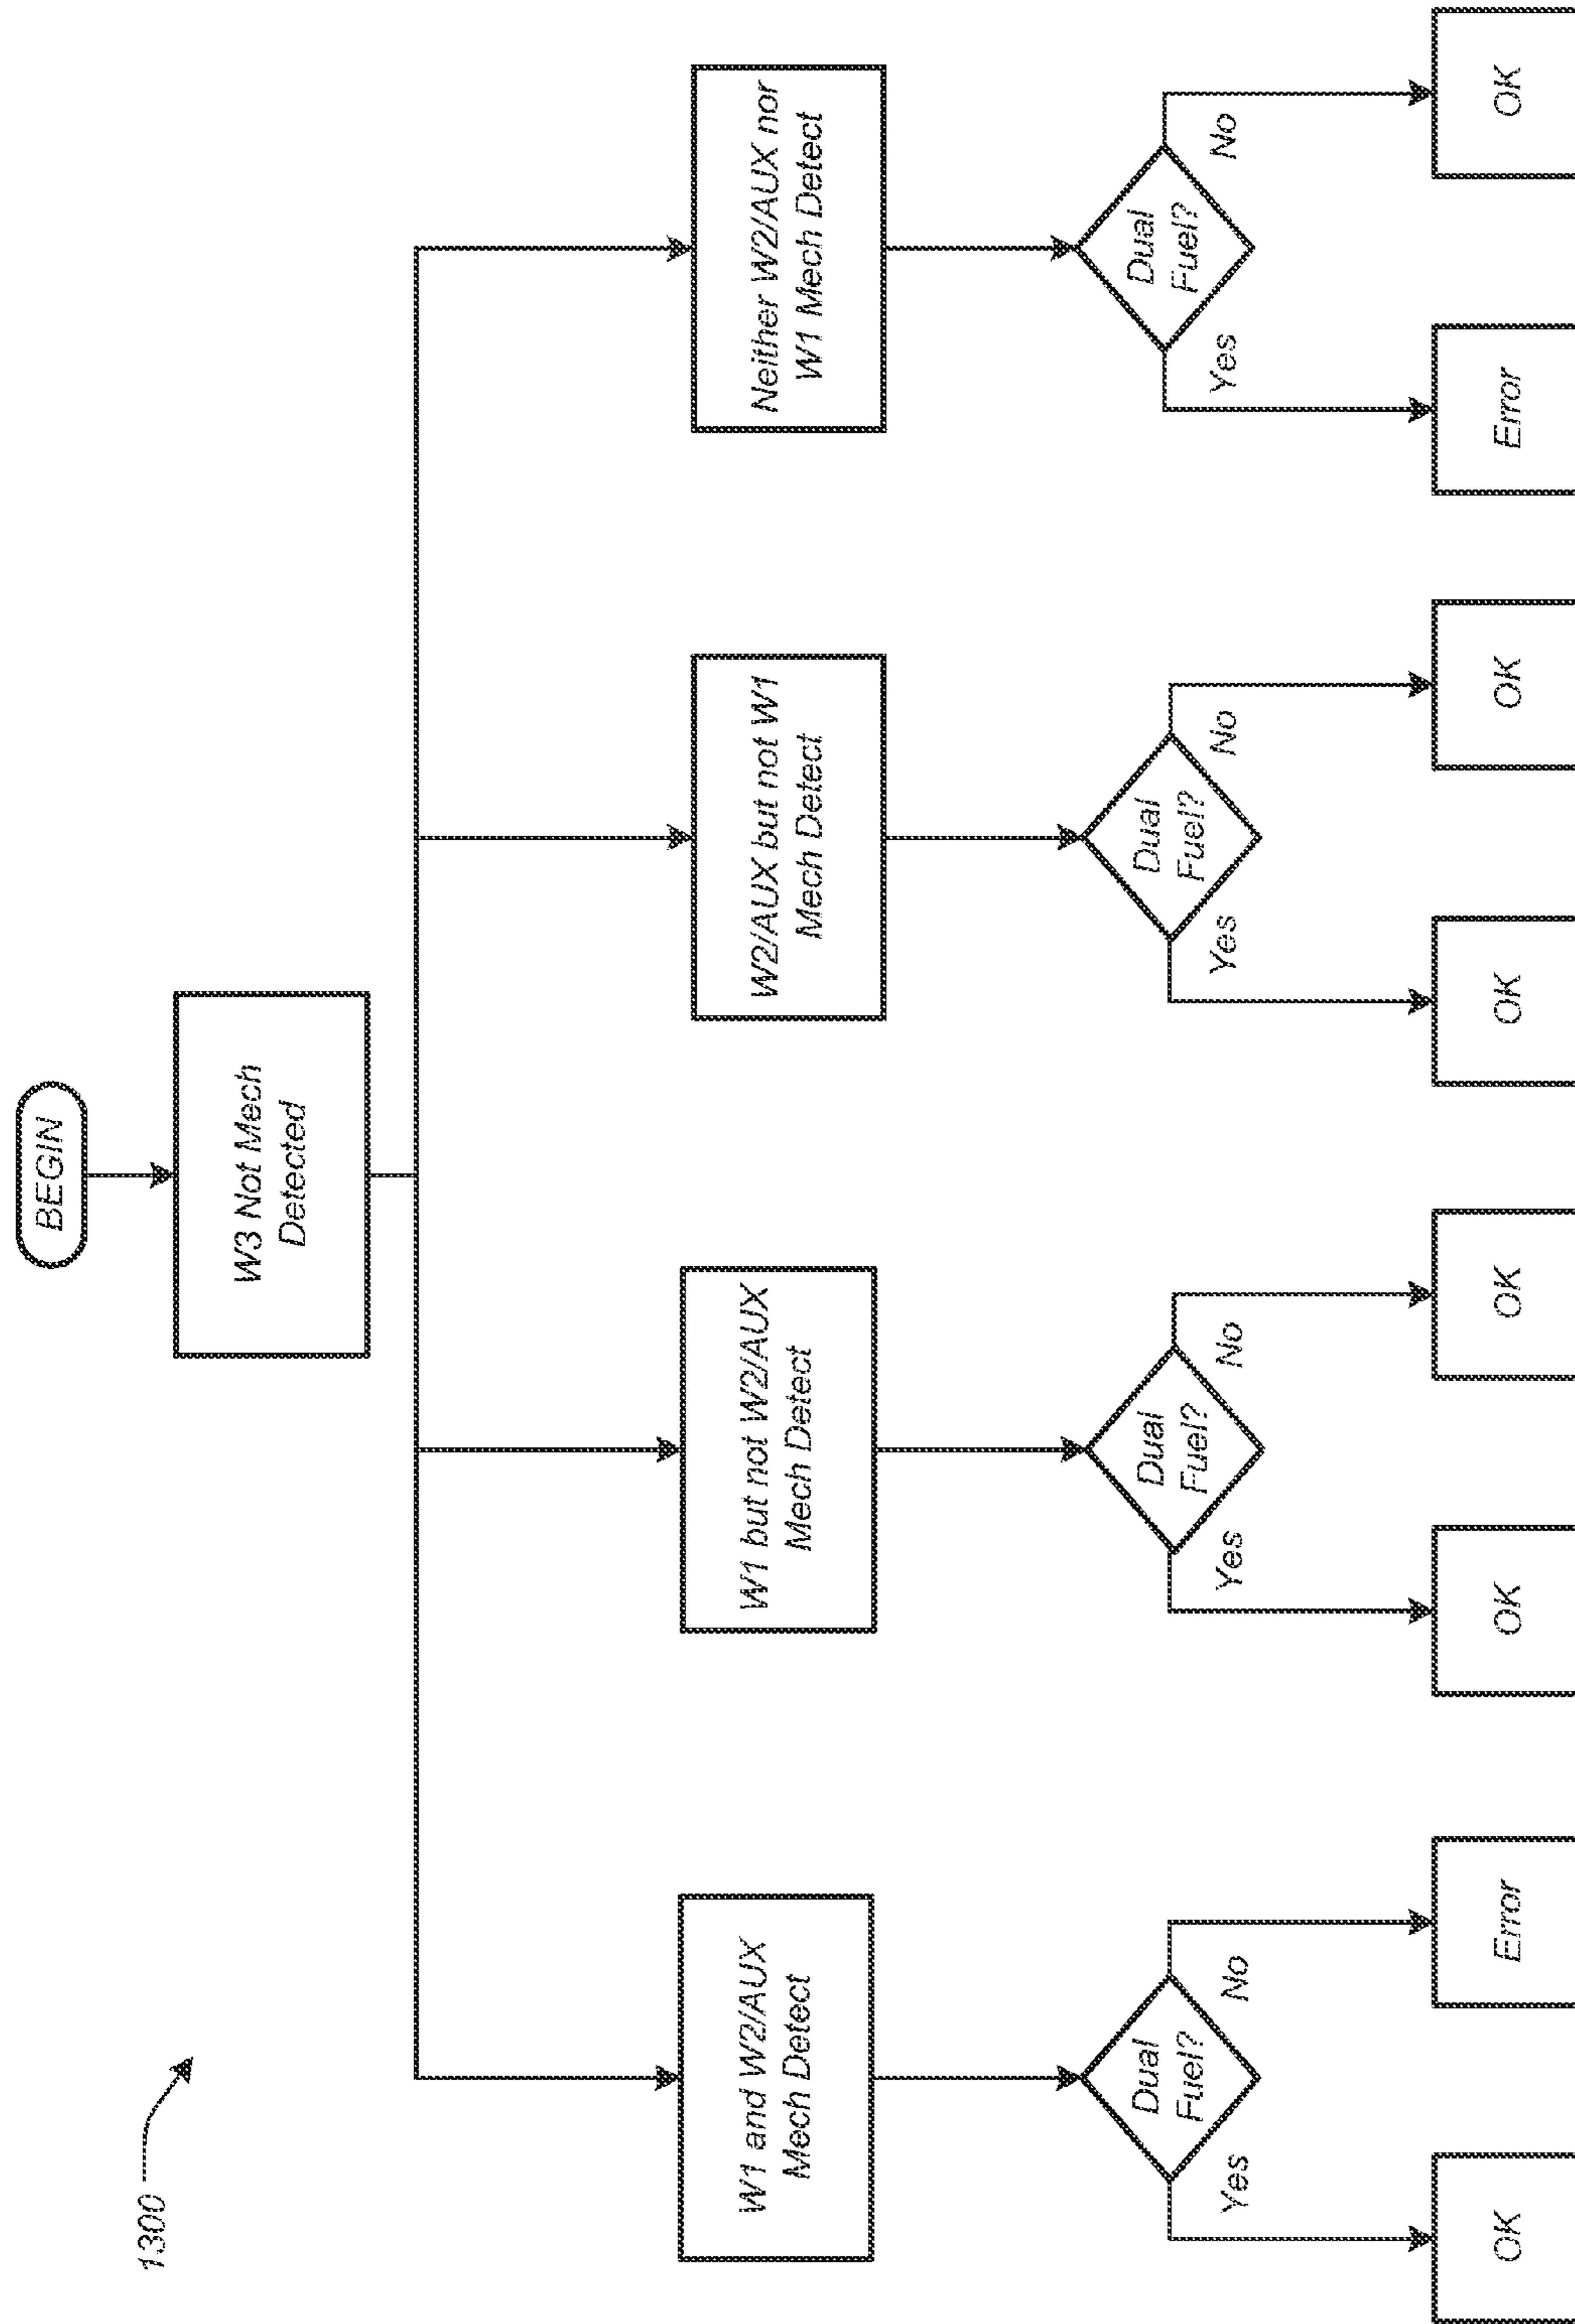 1300
BEGIN
W3 Not Mech
Detected
W1 and W2/AUX
Mech Detect
W1 but not W2/AUX
Mech Detect
W2/AUX but not W1
Mech Detect
Neither W2/AUX nor
W1 Mech Detect
Dual
Fuel?
Yes
No
Dual
Fuel?
Yes
No
Dual
Fuel?
Yes
No
Dual
Fuel?
Yes
No
OK
Error
OK
OK
OK
OK
Error
OK